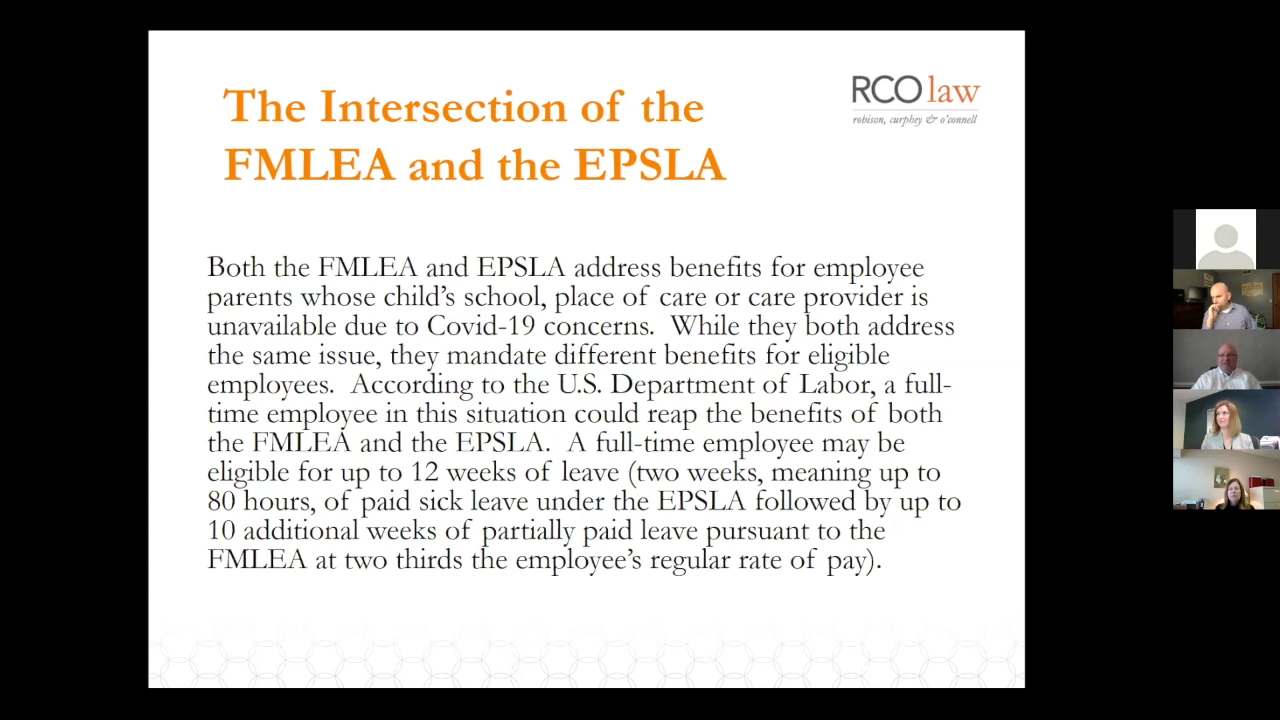 The Intersection of the
FMLEA and the EPSLA
RCO law
robison, curphey & o'connell
Both the FMLEA and EPSLA address benefits for employee
parents whose child's school, place of care or care provider is
unavailable due to Covid-19 concerns. While they both address
the same issue, they mandate different benefits for eligible
employees. According to the U.S. Department of Labor, a full-
time employee in this situation could reap the benefits of both
the FMLEA and the EPSLA. A full-time employee may be
eligible for up to 12 weeks of leave (two weeks, meaning up to
80 hours, of paid sick leave under the EPSLA followed by up to
10 additional weeks of partially paid leave pursuant to the
FMLEA at two thirds the employee's regular rate of pay).